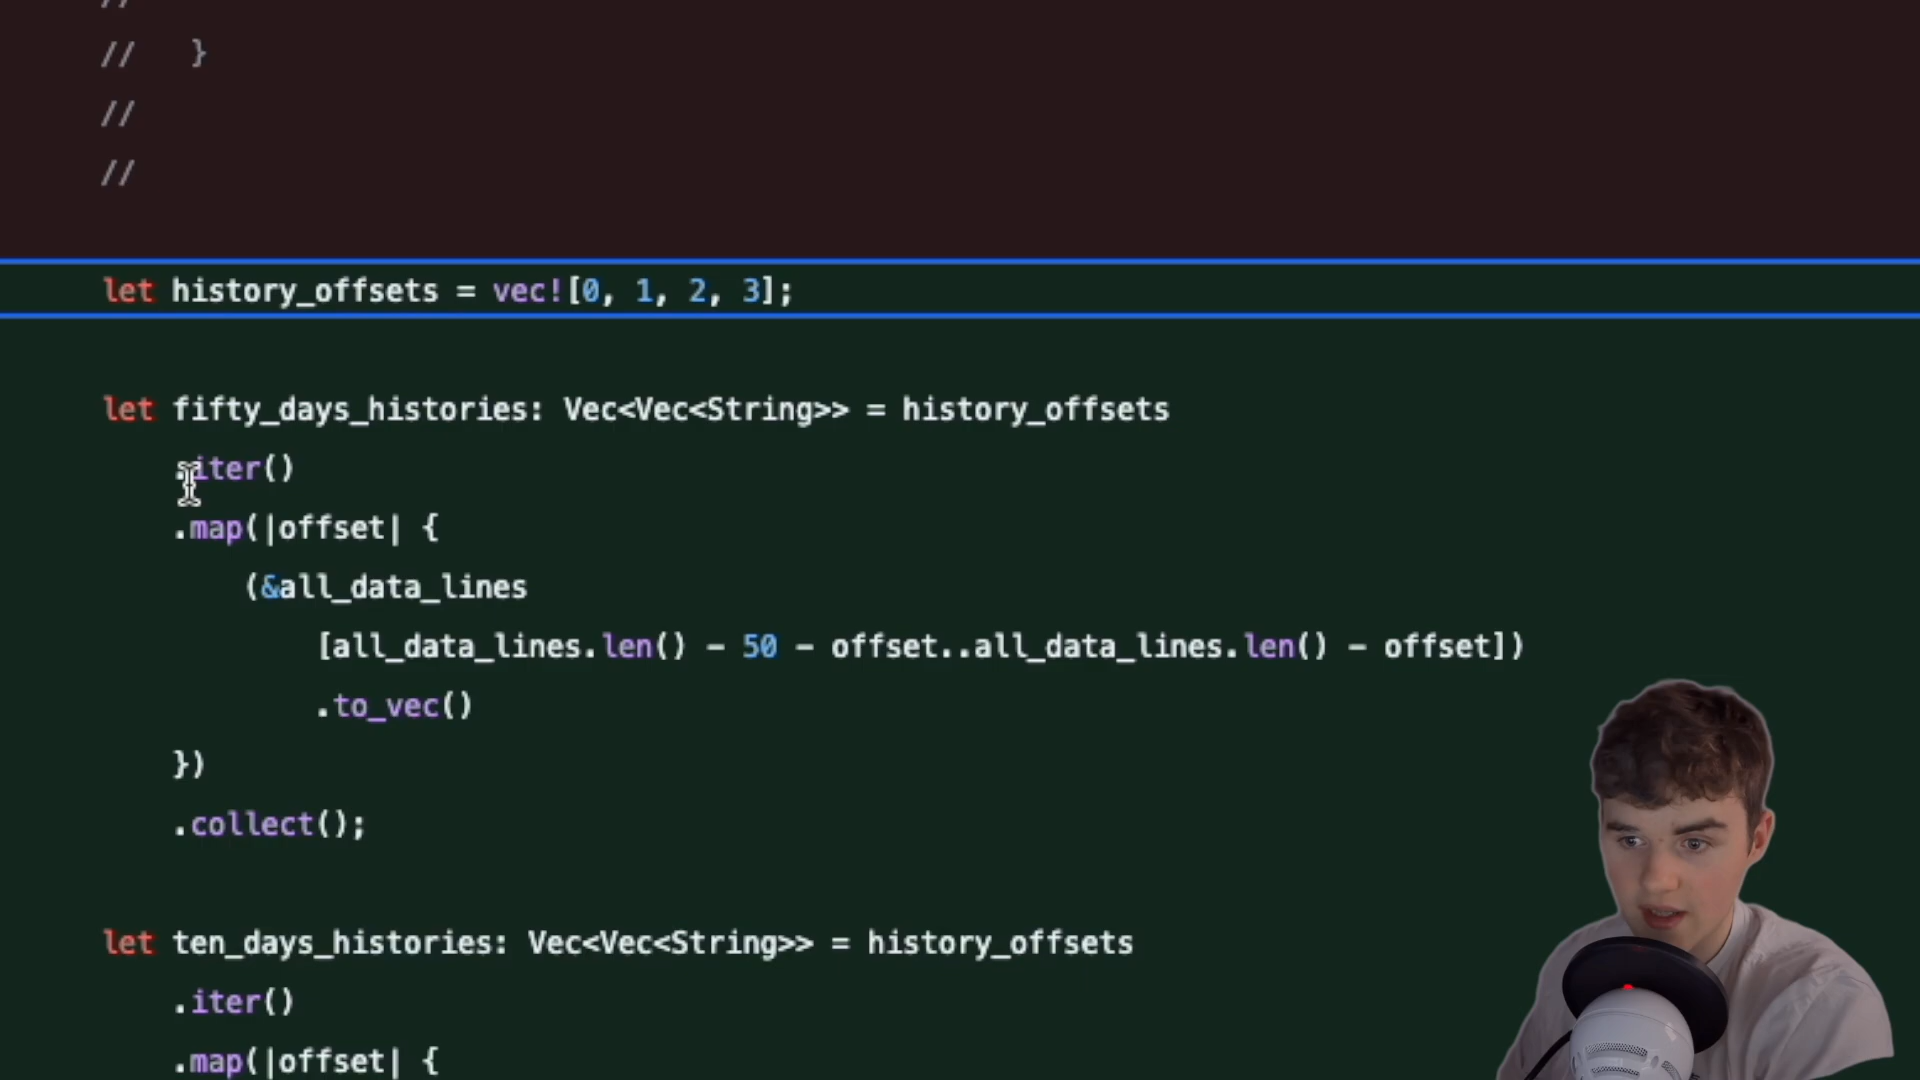 //
// }
//
//
let history_offsets = vec![0, 1, 2, 3];
let fifty_days_histories: Vec<Vec<String>> = history_offsets
.iter()
.map(|offset| {
(&all_data_lines
[all_data_lines.len() - 50 - offset..all_data_lines.len() - offset])
.to_vec()
})
.collect();
let ten_days_histories: Vec<Vec<String>> = history_offsets
.iter()
.map(|offset| {